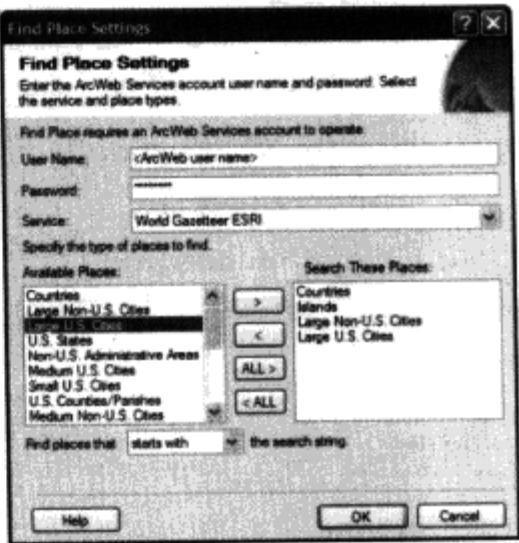 Find Place Settings
Find Place Settings
Enter the ArcWeb Services account user name and password. Select
the service and place types.
Find Place requires an ArcWeb Services account to operate.
User Name:
<ArcWeb user name>
Password:
********
Service:
World Gazetteer ESRI
Specify the type of places to find.
Available Places:
Countries
Large Non-U.S. Cities
Large U.S. Cities
U.S. States
Non-U.S. Administrative Areas
Medium U.S. Cities
Small U.S. Cities
U.S. Counties/Parishes
Medium Non-U.S. Cities
>
<
ALL >
< ALL
Search These Places:
Countries
Islands
Large Non-U.S. Cities
Large U.S. Cities
Find places that
starts with
the search string.
Help
OK
Cancel